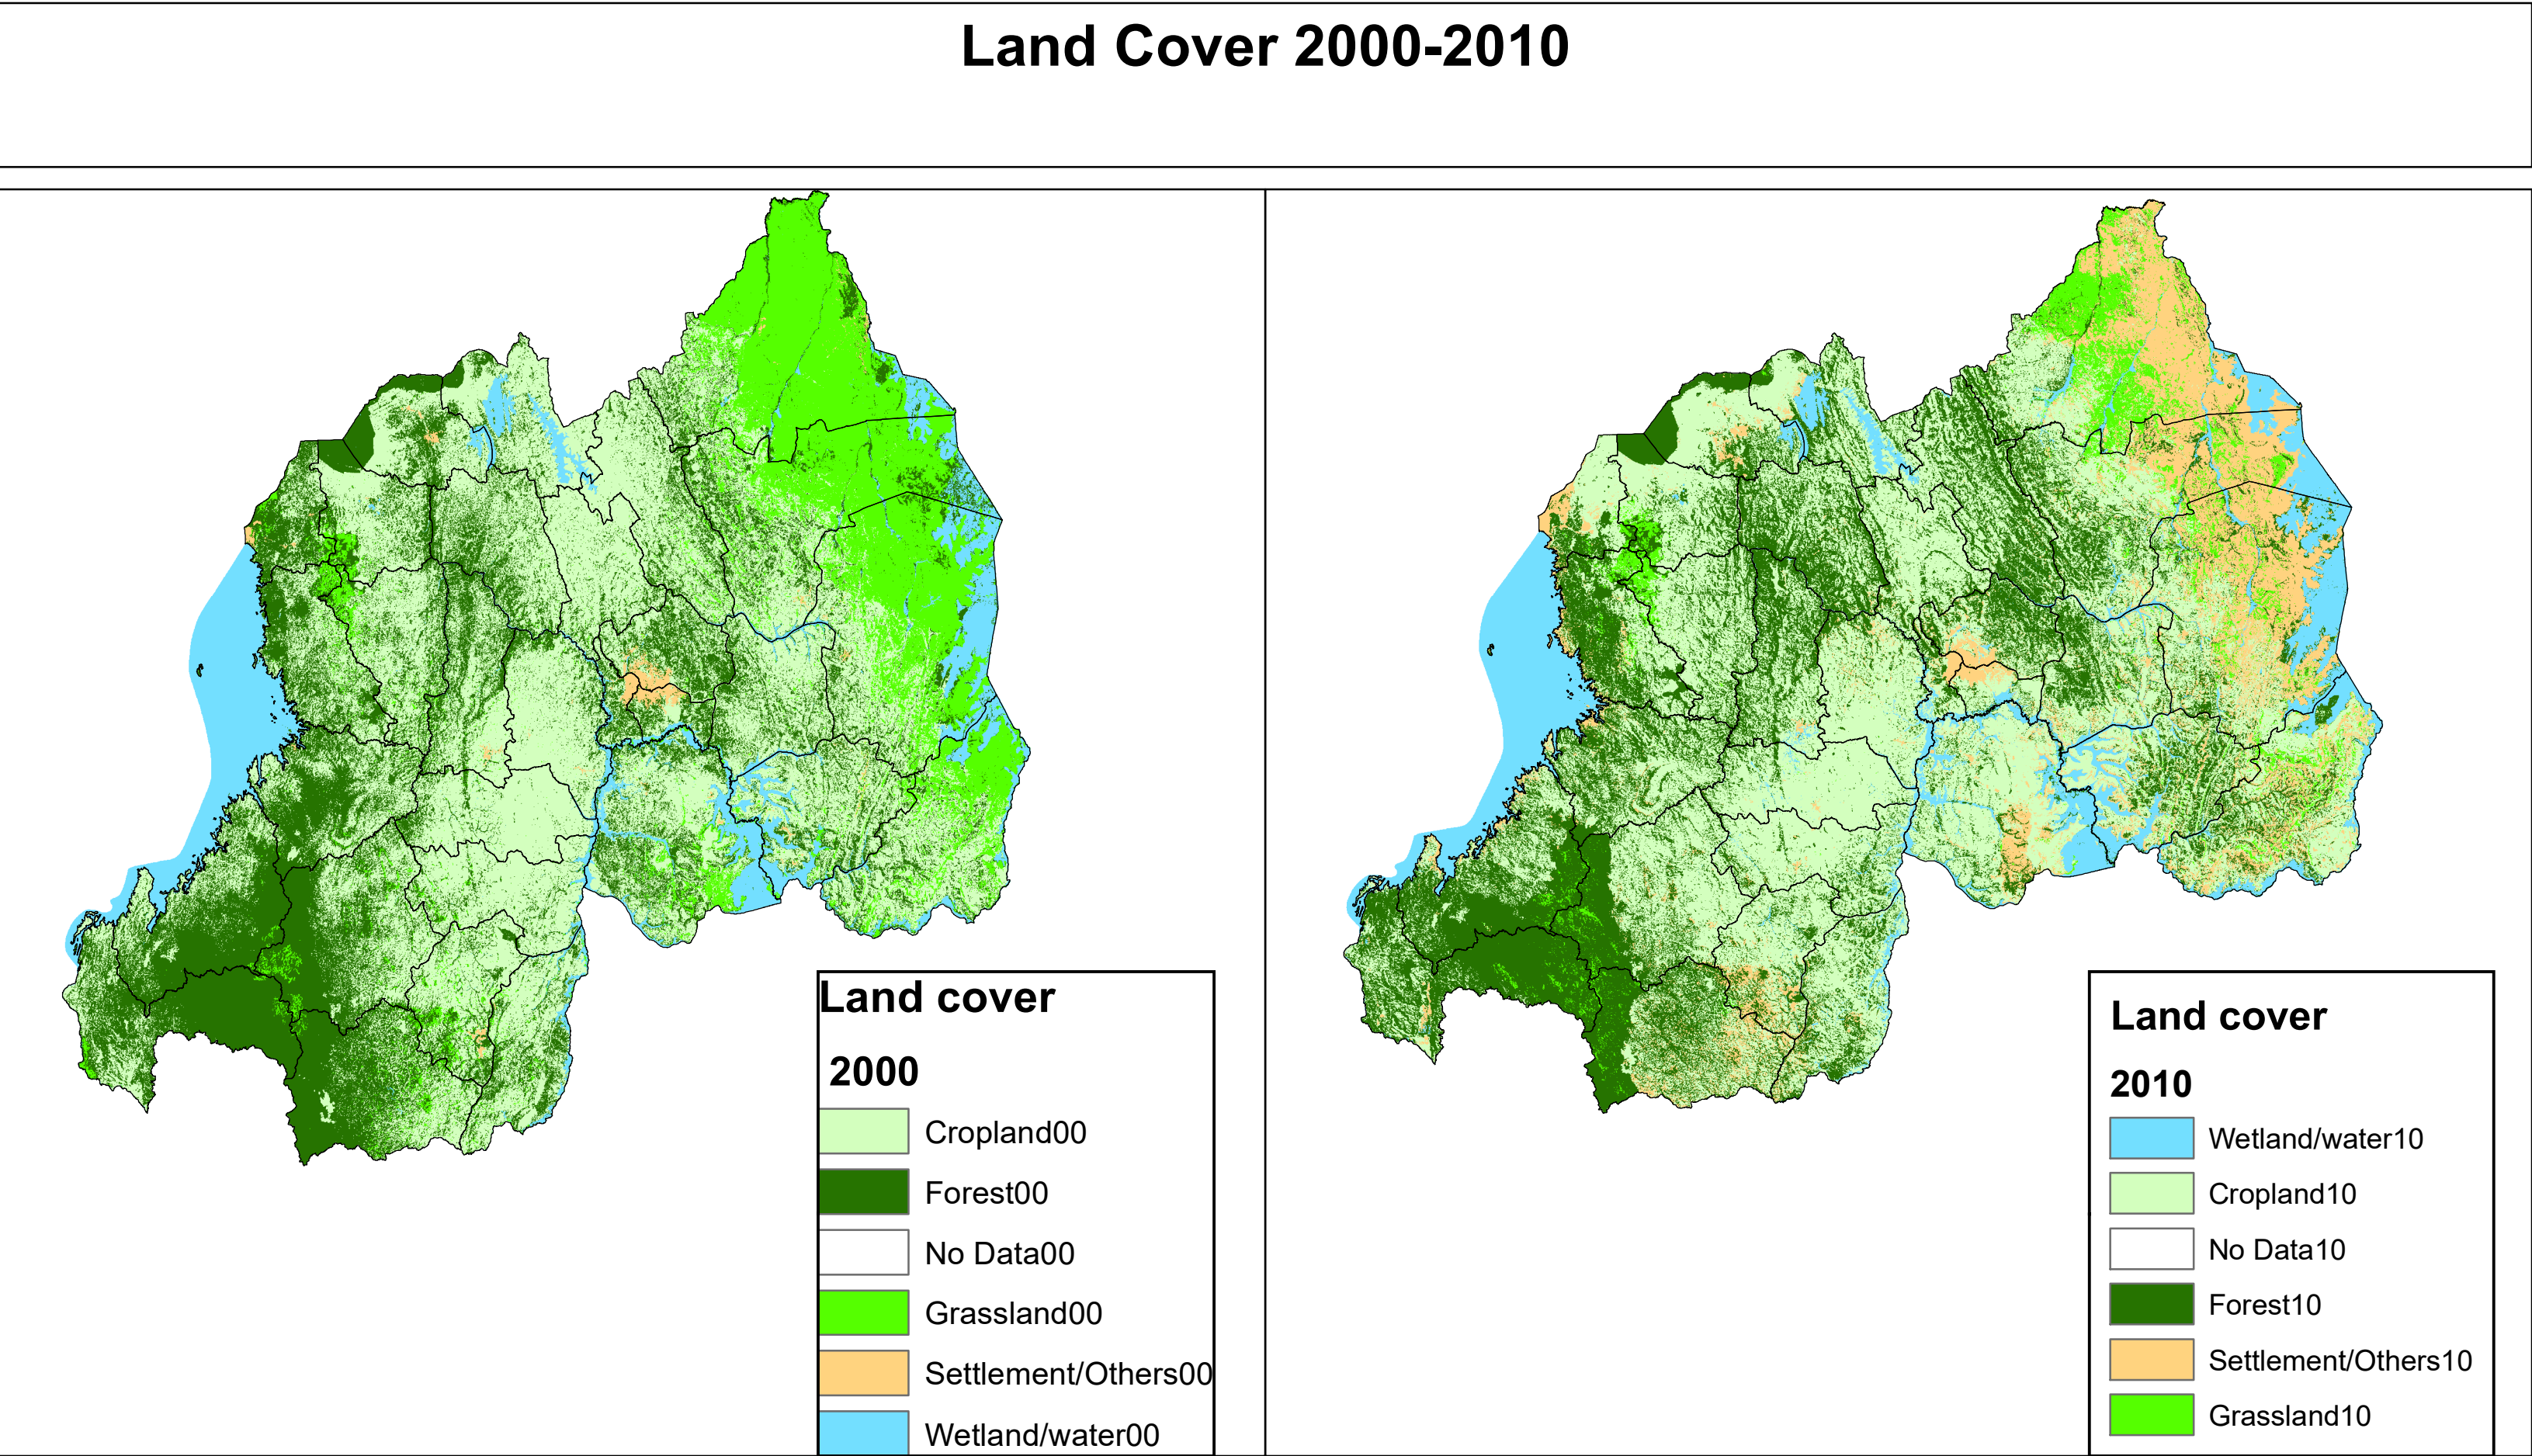 Land Cover 2000-2010
Land cover
2000
Cropland00
Forest00
No Data00
Grassland00
Settlement/Others00
Wetland/water00
Land cover
2010
Wetland/water10
Cropland10
No Data10
Forest10
Settlement/Others10
Grassland10